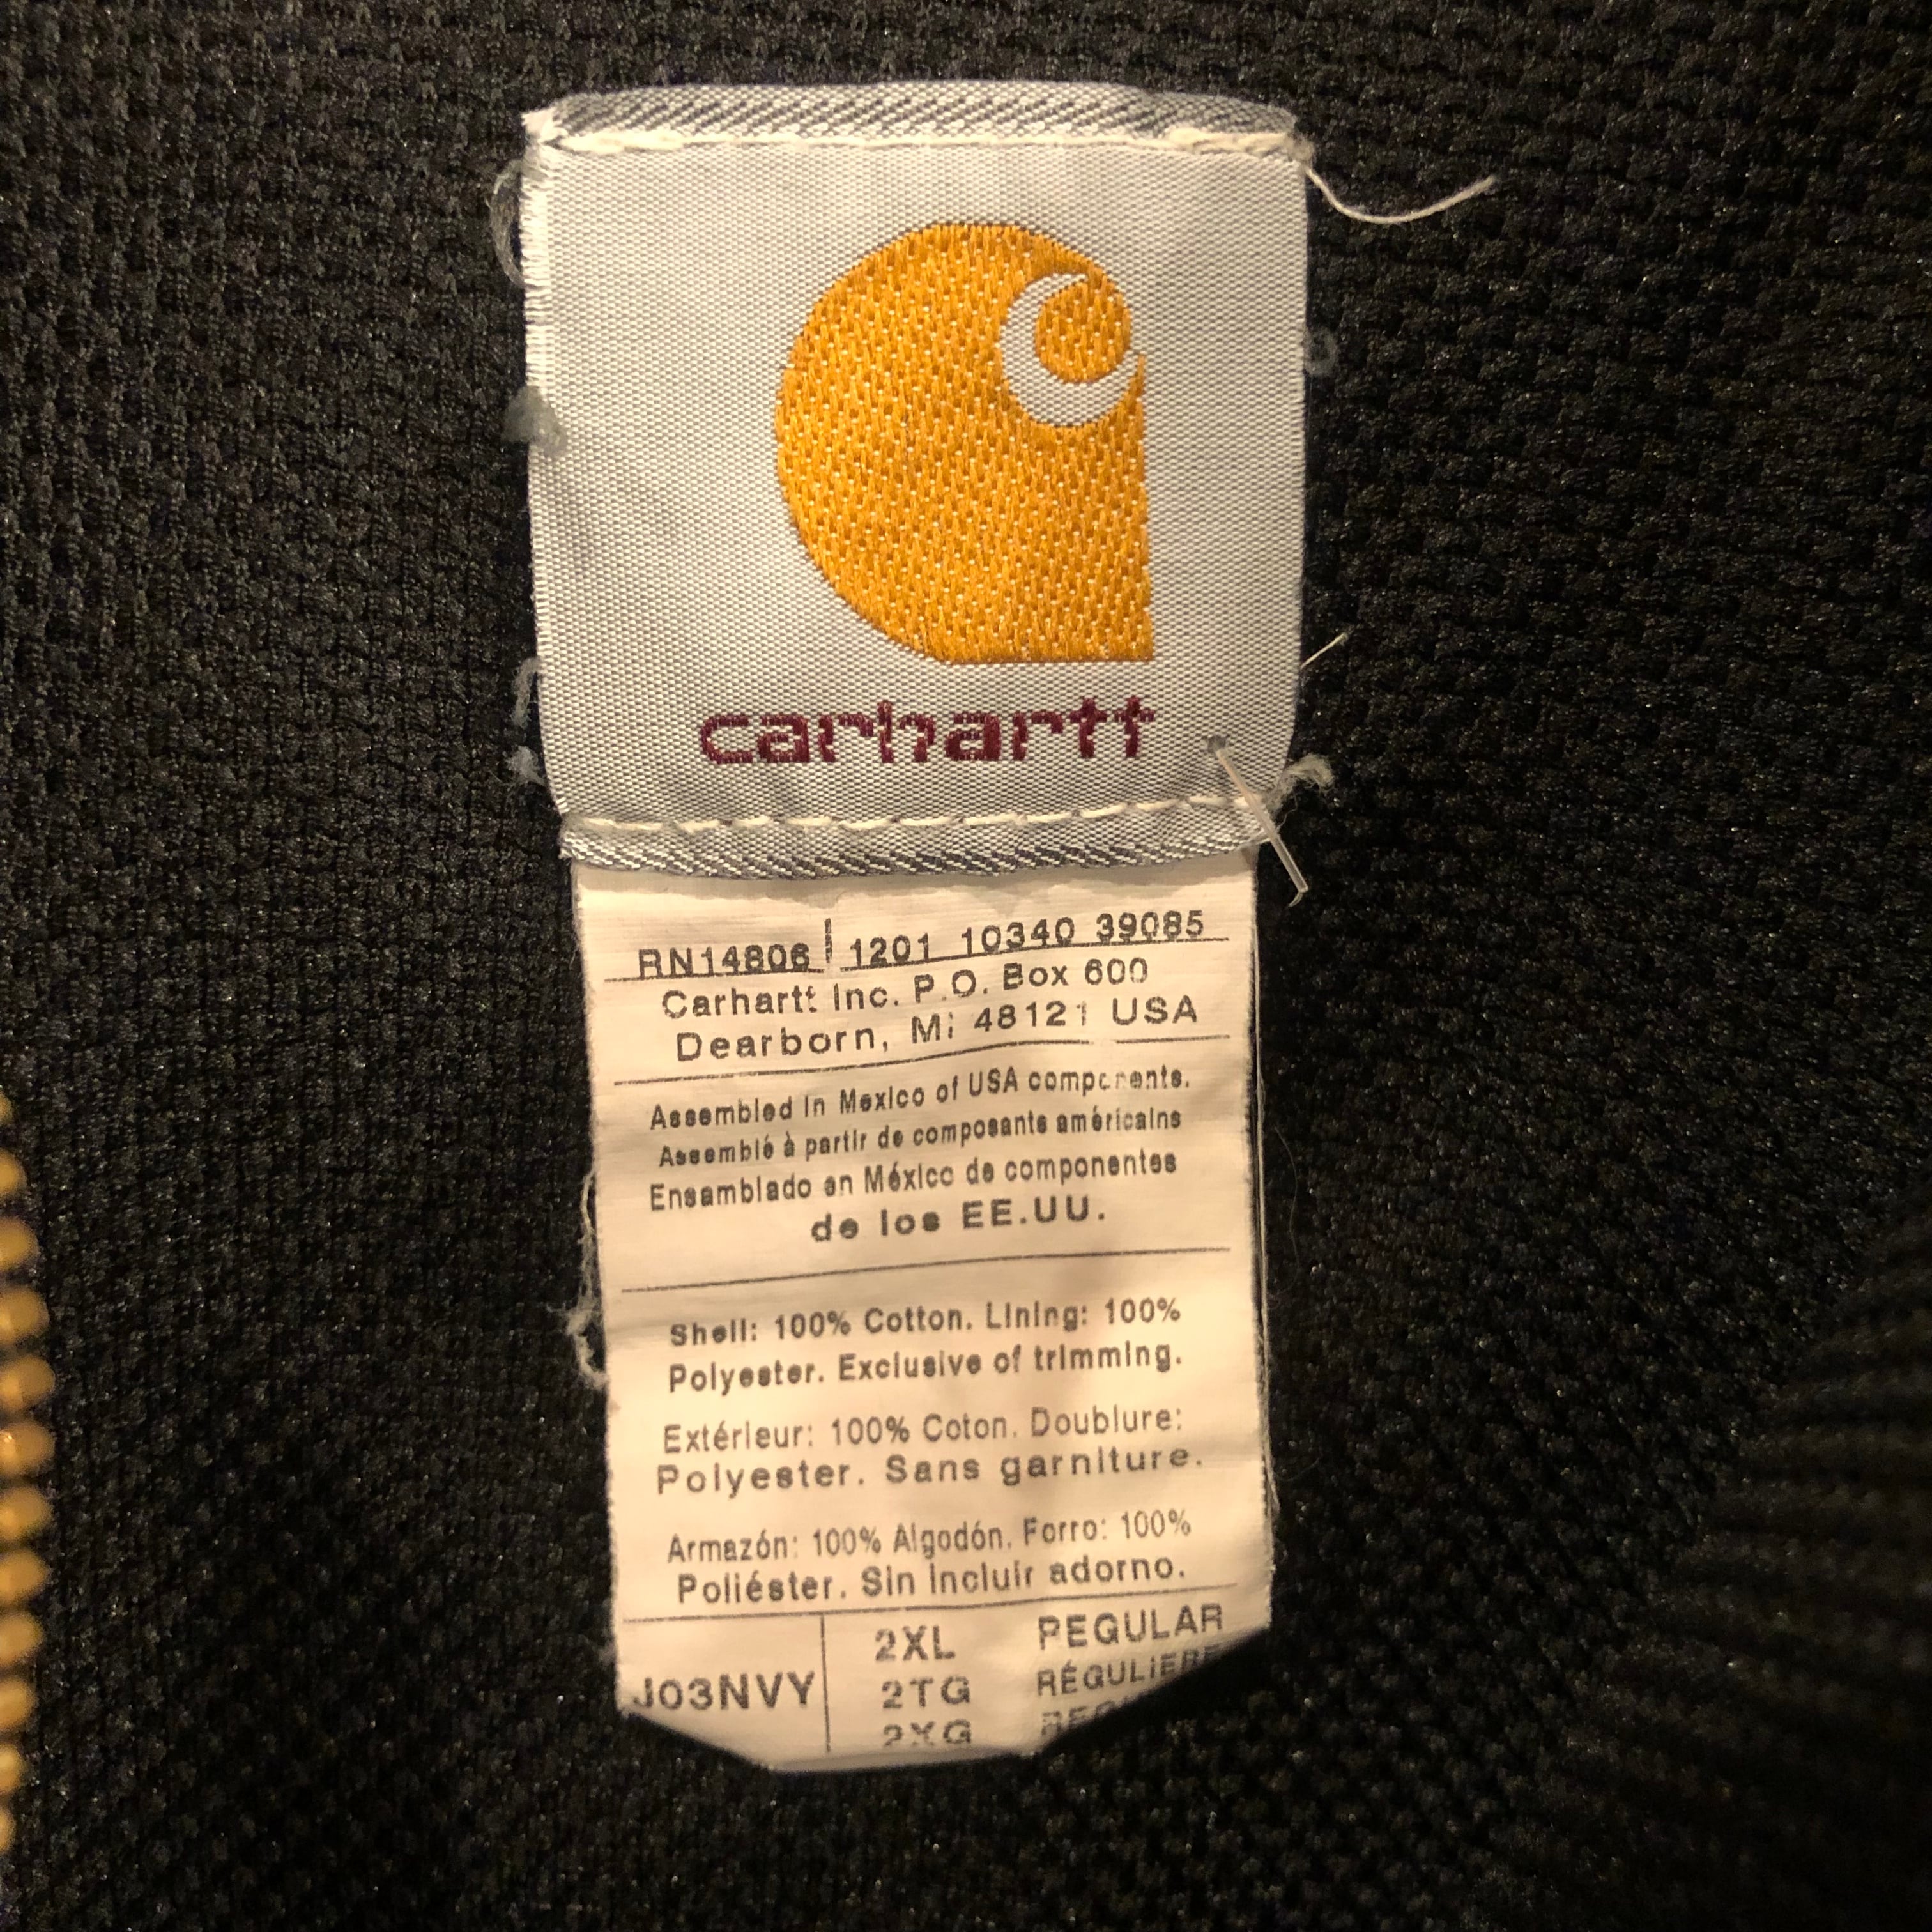 carhartt
RN14806 1201 10340 39085
Carhartt Inc. P.O. Box 600
Dearborn, Mi 48121 USA
Assembled in Mexico of USA components.
Assemblé à partir de composants américains
Ensamblado en México de componentes
de los EE.UU.
Shell: 100% Cotton. Lining: 100%
Polyester. Exclusive of trimming.
Extérieur: 100% Coton. Doublure:
Polyester. Sans garniture.
Armazón: 100% Algodón. Forro: 100%
Poliéster. Sin incluir adorno.
J03NVY
2XL REGULAR
2TG RÉGULIERE
2XG